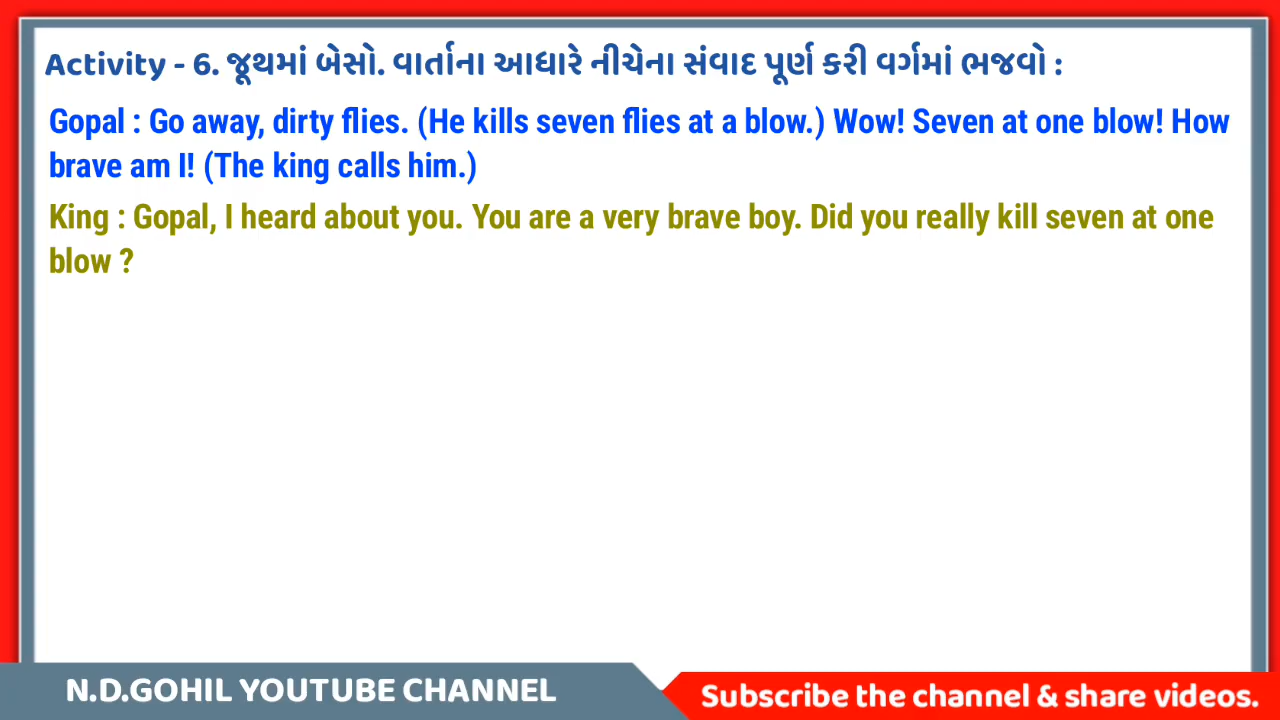 Activity - 6. જૂથમાં બેસો. વાર્તાના આધારે નીચેના સંવાદ પૂર્ણ કરી વર્ગમાં ભજવો :
Gopal : Go away, dirty flies. (He kills seven flies at a blow.) Wow! Seven at one blow! How
brave am I! (The king calls him.)
King : Gopal, I heard about you. You are a very brave boy. Did you really kill seven at one
blow ?
N.D.GOHIL YOUTUBE CHANNEL
Subscribe the channel & share videos.